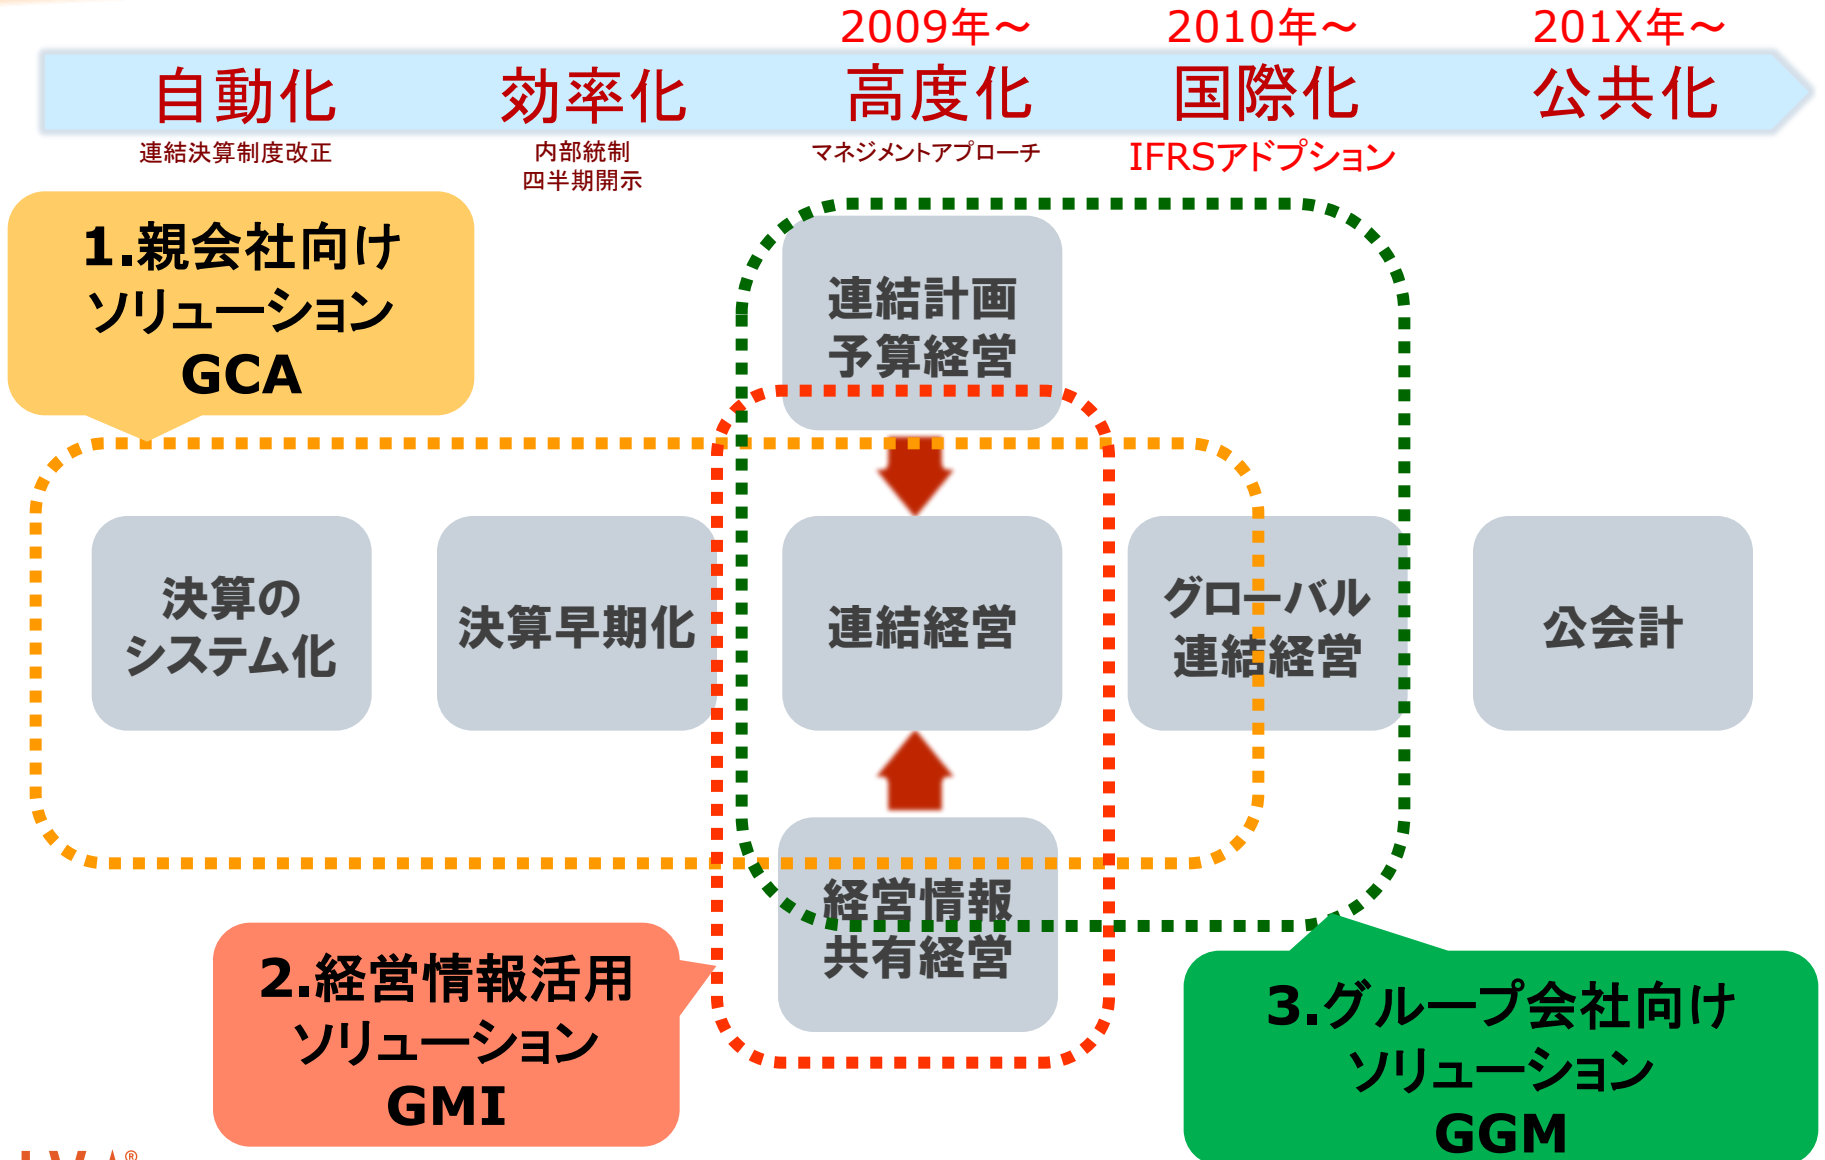 2009年～
2010年～
201X年～
自動化
効率化
高度化
国際化
公共化
連結決算制度改正
内部統制
四半期開示
マネジメントアプローチ
IFRSアドプション
1.親会社向け
ソリューション
GCA
連結計画
予算経営
決算の
システム化
決算早期化
連結経営
グローバル
連結経営
公会計
経営情報
共有経営
2.経営情報活用
ソリューション
GMI
3.グループ会社向け
ソリューション
GGM